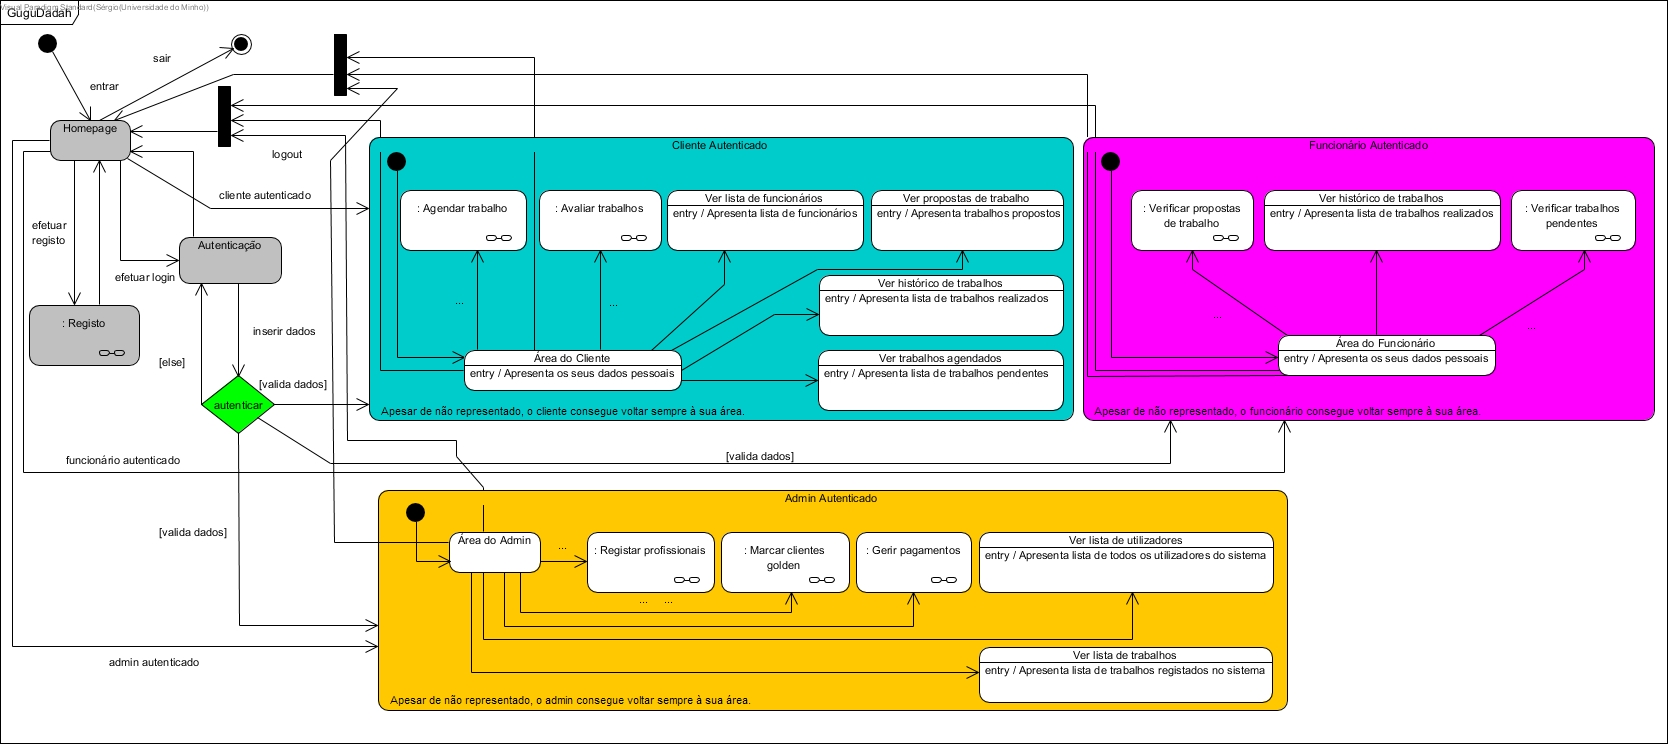 Visual Paradigm Standard(Sérgio(Universidade do Minho))
GuguDadah
sair
entrar
Homepage
logout
cliente autenticado
efetuar
registo
Autenticação
efetuar login
: Registo
inserir dados
[else]
[valida dados]
autenticar
funcionário autenticado
[valida dados]
[valida dados]
admin autenticado
Cliente Autenticado
: Agendar trabalho
: Avaliar trabalhos
Ver lista de funcionários
entry / Apresenta lista de funcionários
Ver propostas de trabalho
entry / Apresenta trabalhos propostos
Ver histórico de trabalhos
entry / Apresenta lista de trabalhos realizados
...
...
Área do Cliente
entry / Apresenta os seus dados pessoais
Ver trabalhos agendados
entry / Apresenta lista de trabalhos pendentes
Apesar de não representado, o cliente consegue voltar sempre à sua área.
Funcionário Autenticado
: Verificar propostas
de trabalho
Ver histórico de trabalhos
entry / Apresenta lista de trabalhos realizados
: Verificar trabalhos
pendentes
...
...
Área do Funcionário
entry / Apresenta os seus dados pessoais
Apesar de não representado, o funcionário consegue voltar sempre à sua área.
Admin Autenticado
Área do Admin
...
: Registar profissionais
: Marcar clientes
golden
: Gerir pagamentos
Ver lista de utilizadores
entry / Apresenta lista de todos os utilizadores do sistema
...
...
Ver lista de trabalhos
entry / Apresenta lista de trabalhos registados no sistema
Apesar de não representado, o admin consegue voltar sempre à sua área.